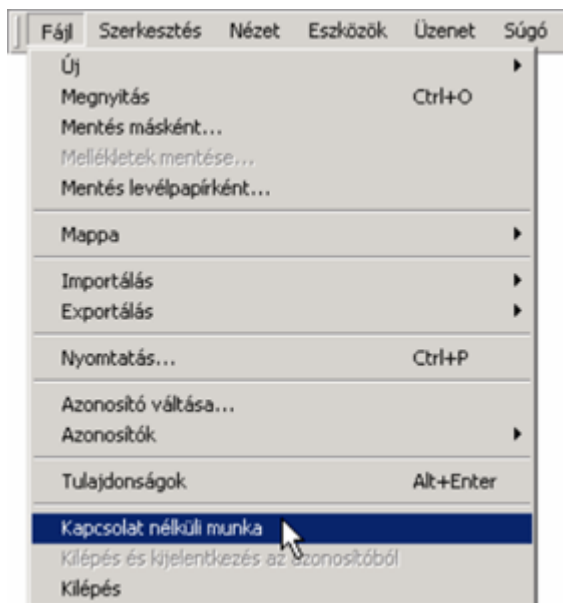 Fájl Szerkesztés Nézet Eszközök Üzenet Súgó
Új
Megnyitás Ctrl+O
Mentés másként...
Mellékletek mentése...
Mentés levélpapírként...
Mappa
Importálás
Exportálás
Nyomtatás... Ctrl+P
Azonosító váltása...
Azonosítók
Tulajdonságok Alt+Enter
Kapcsolat nélküli munka
Kilépés és kijelentkezés az azonosítóból
Kilépés